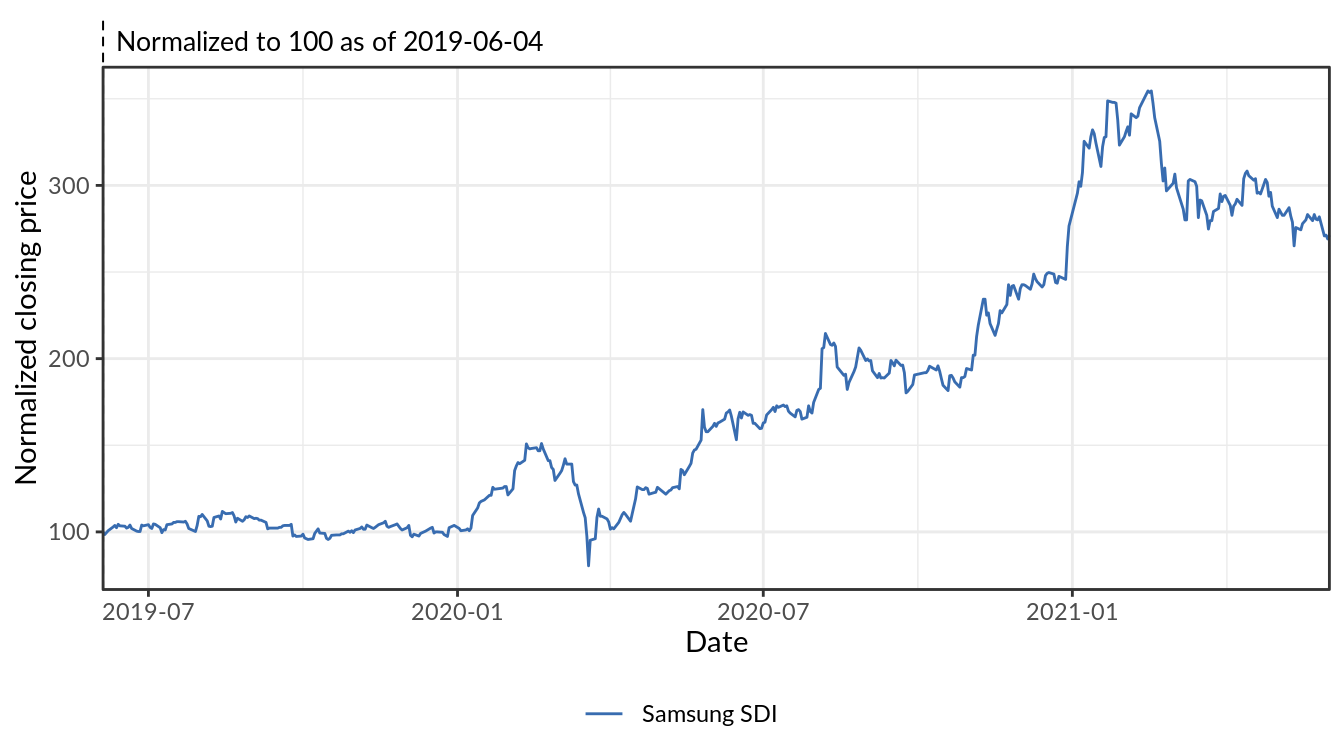 Normalized to 100 as of 2019-06-04
Normalized closing price
300
200
100
2019-07
2020-01
2020-07
2021-01
Date
Samsung SDI